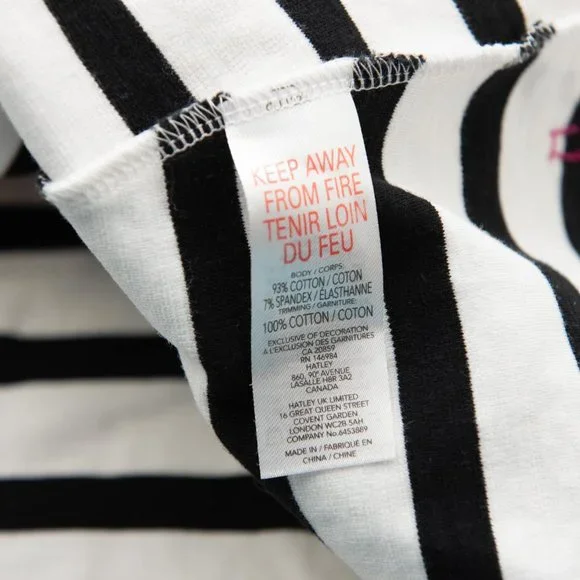 KEEP AWAY
FROM FIRE
TENIR LOIN
DU FEU
BODY / CORPS:
93% COTTON / COTON
7% SPANDEX / ÉLASTHANNE
TRIMMING / GARNITURE:
100% COTTON / COTON
EXCLUSIVE OF DECORATION
À L'EXCLUSION DES GARNITURES
CA 20859
RN 146984
HATLEY
860, 90e AVENUE
LASALLE H8R 3A2
CANADA
HATLEY UK LIMITED
16 GREAT QUEEN STREET
COVENT GARDEN
LONDON WC2B 5AH
COMPANY No.6453889
MADE IN / FABRIQUÉ EN
CHINA / CHINE